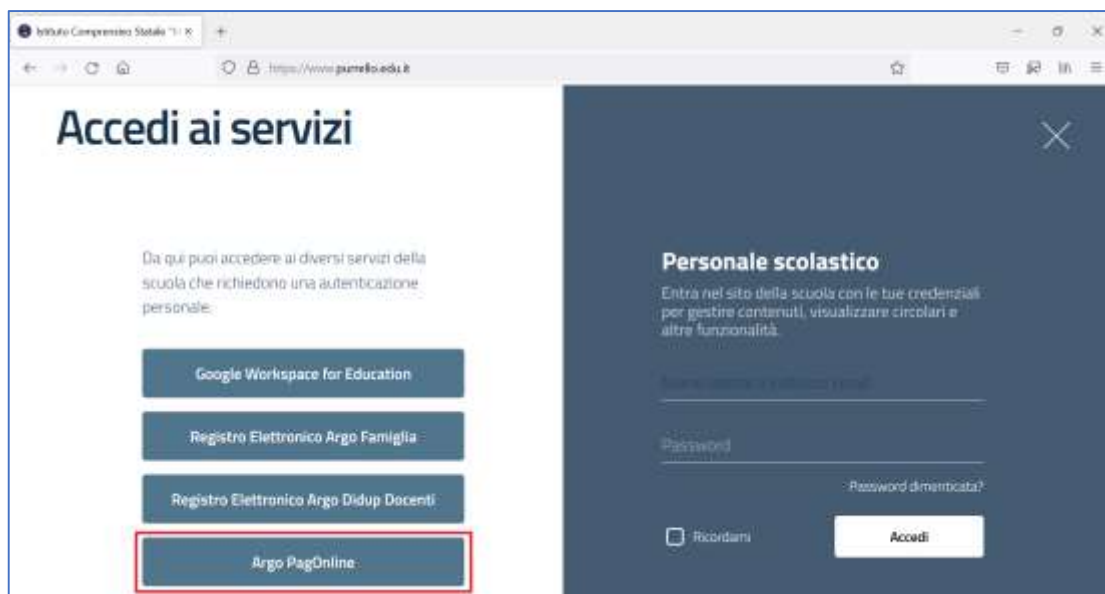 Istituto Comprensivo Statale "
https://www.purrello.edu.it
Accedi ai servizi
Da qui puoi accedere ai diversi servizi della
scuola che richiedono una autenticazione
personale.
Google Workspace for Education
Registro Elettronico Argo Famiglia
Registro Elettronico Argo Didup Docenti
Argo PagOnline
Personale scolastico
Entra nel sito della scuola con le tue credenziali
per gestire contenuti, visualizzare circolari e
altre funzionalità.
Password
Password dimenticata?
Ricordami
Accedi